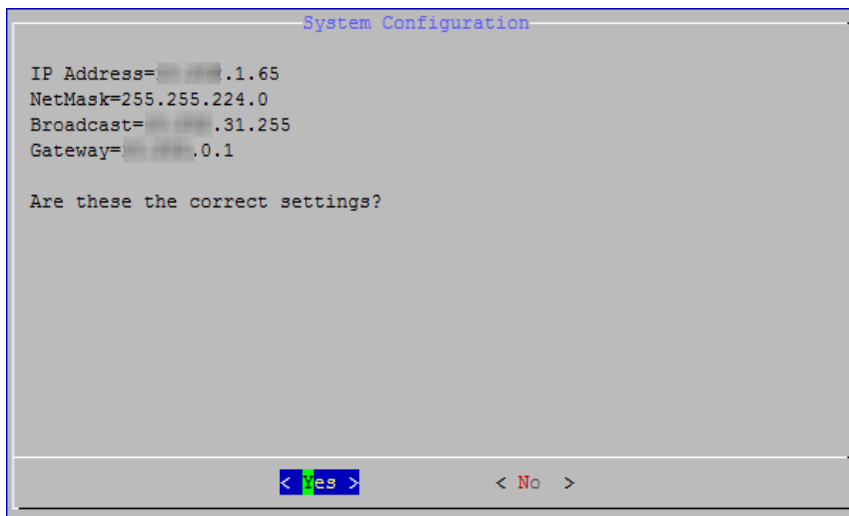 System Configuration
IP Address= .1.65
NetMask=255.255.224.0
Broadcast= .31.255
Gateway= .0.1
Are these the correct settings?
< Yes > < No >